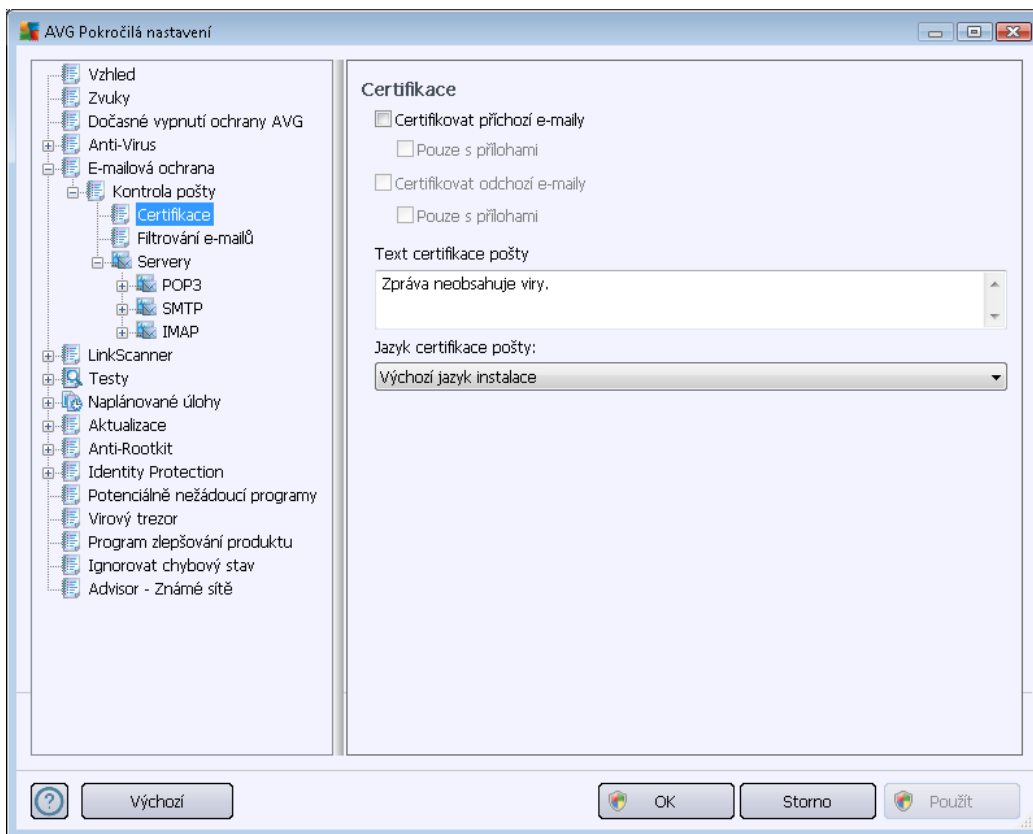 AVG Pokročilá nastavení
Vzhled
Zvuky
Dočasné vypnutí ochrany AVG
Anti-Virus
E-mailová ochrana
Kontrola pošty
Certifikace
Filtrování e-mailů
Servery
POP3
SMTP
IMAP
LinkScanner
Testy
Naplánované úlohy
Aktualizace
Anti-Rootkit
Identity Protection
Potenciálně nežádoucí programy
Virový trezor
Program zlepšování produktu
Ignorovat chybový stav
Advisor - Známé sítě
Certifikace
Certifikovat příchozí e-maily
Pouze s přílohami
Certifikovat odchozí e-maily
Pouze s přílohami
Text certifikace pošty
Zpráva neobsahuje viry.
Jazyk certifikace pošty:
Výchozí jazyk instalace
Výchozí
OK
Storno
Použít